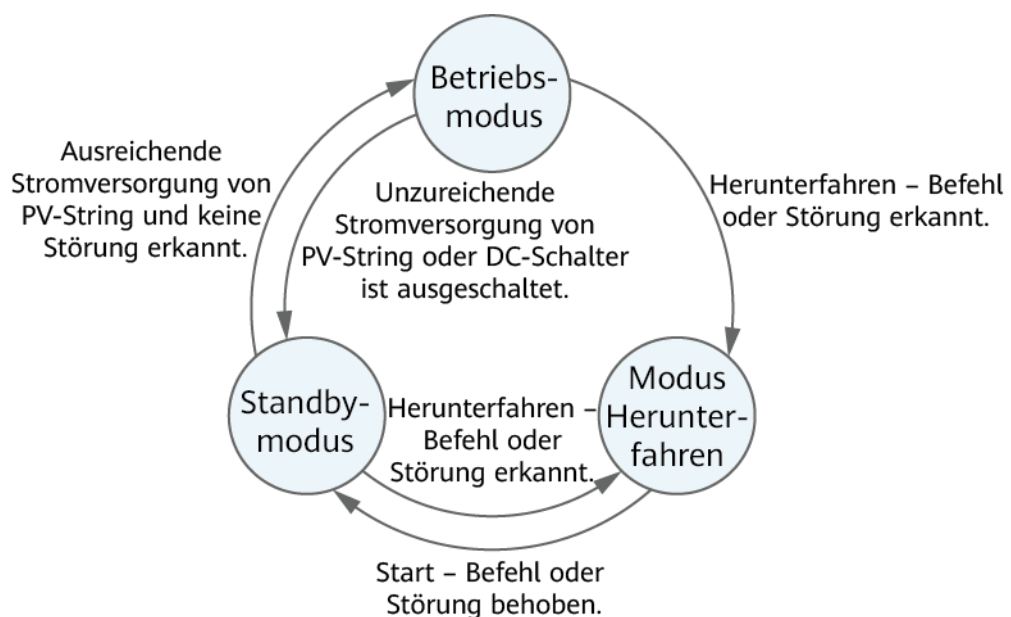 Betriebs-
modus
Ausreichende
Stromversorgung von
PV-String und keine
Störung erkannt.
Unzureichende
Stromversorgung von
PV-String oder DC-Schalter
ist ausgeschaltet.
Herunterfahren – Befehl
oder Störung erkannt.
Standby-
modus
Herunterfahren –
Befehl oder
Störung erkannt.
Modus
Herunter-
fahren
Start – Befehl oder
Störung behoben.